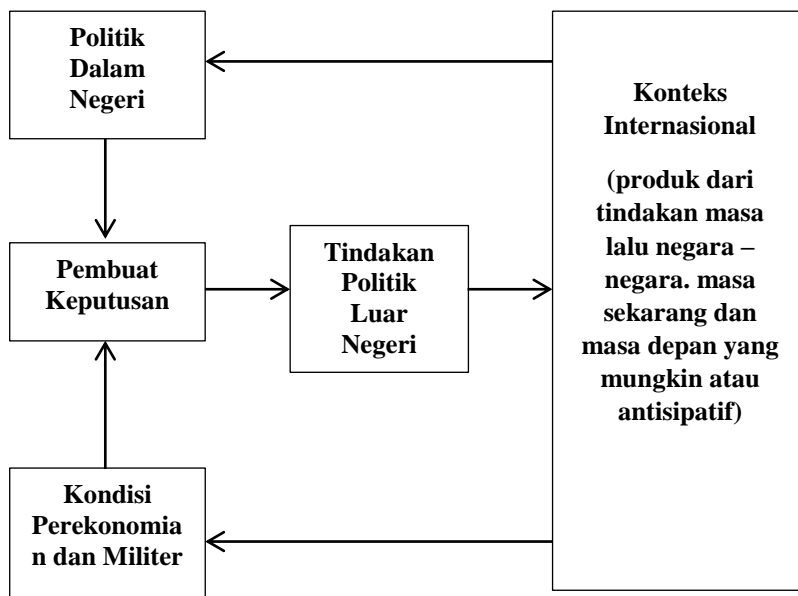 Politik
Dalam
Negeri
Konteks
Internasional
(produk dari
tindakan masa
lalu negara –
negara. masa
sekarang dan
masa depan yang
mungkin atau
antisipatif)
Pembuat
Keputusan
Tindakan
Politik
Luar
Negeri
Kondisi
Perekonomia
n dan Militer